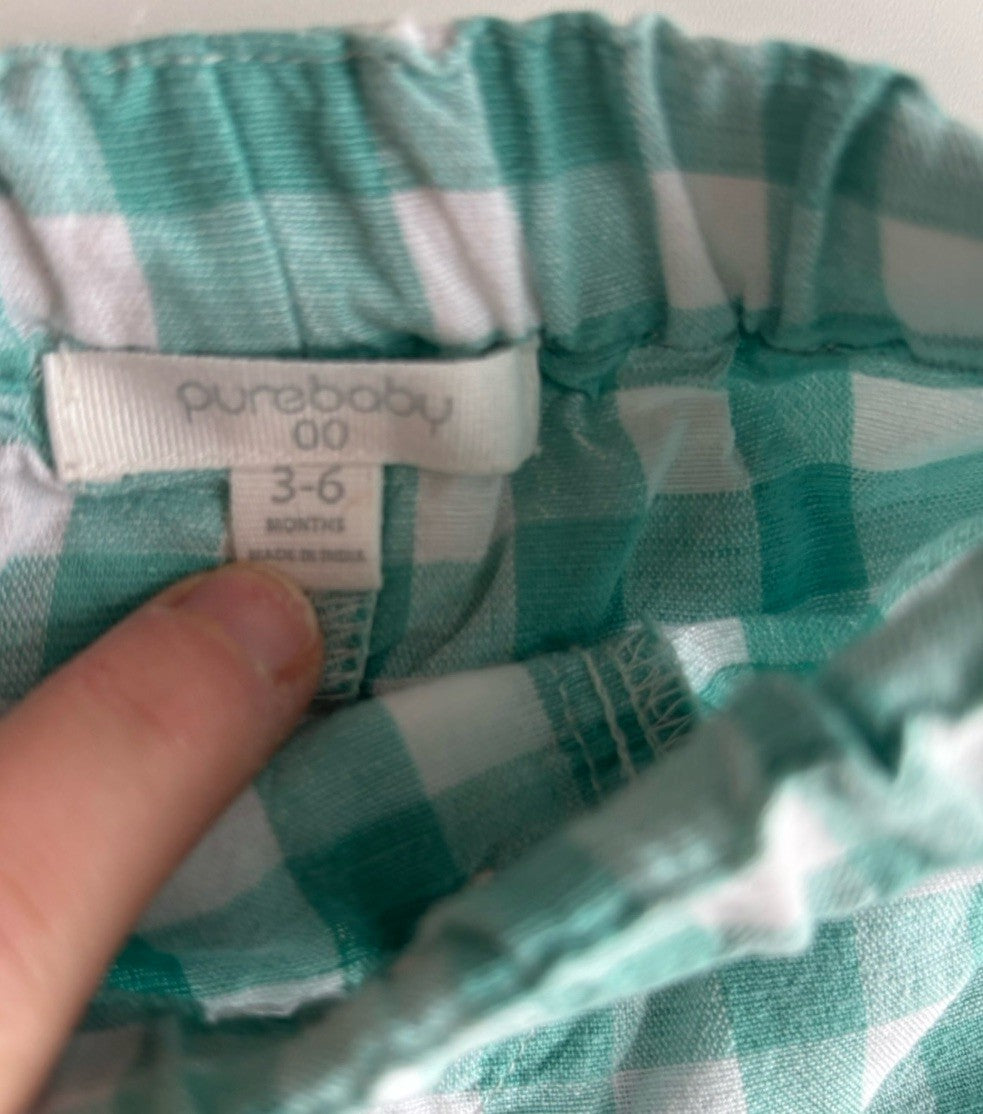 purebaby
00
3-6
MONTHS
MADE IN INDIA